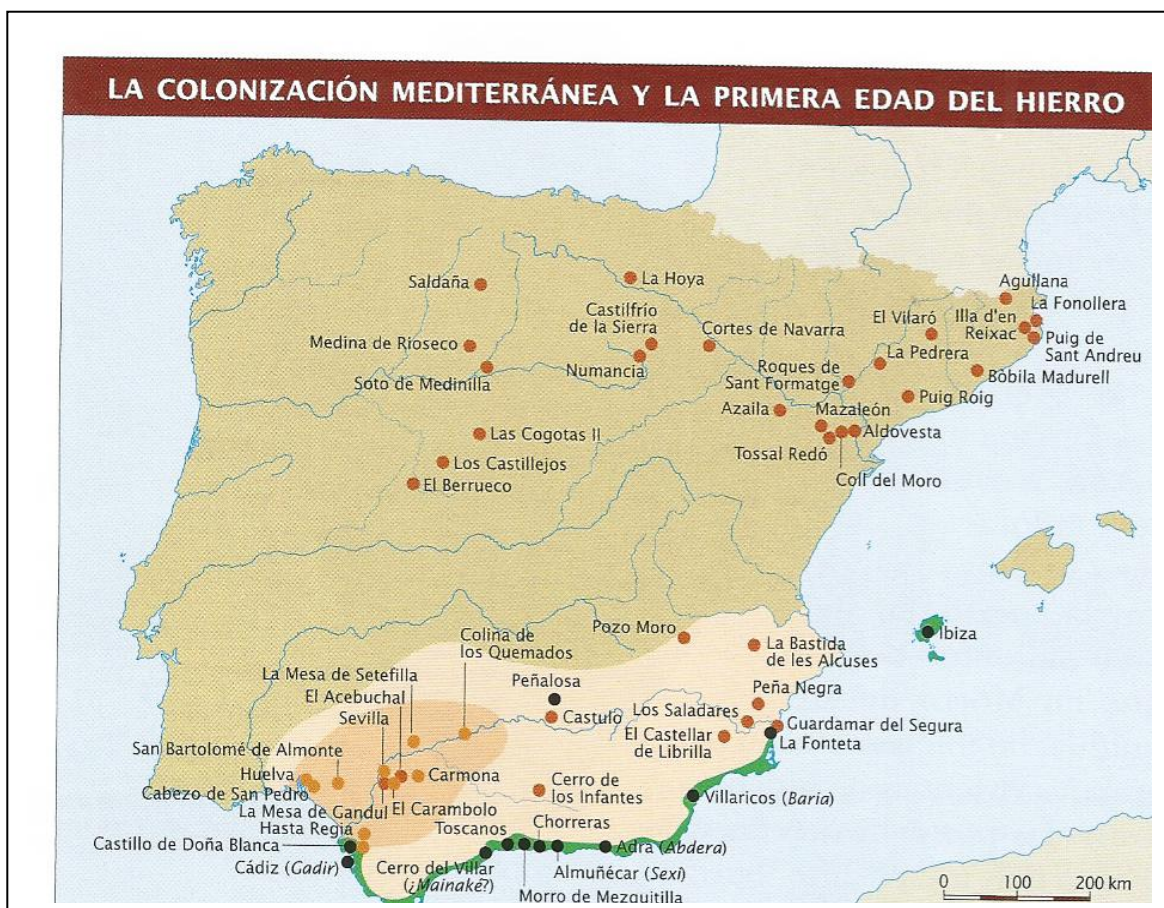 LA COLONIZACIÓN MEDITERRÁNEA Y LA PRIMERA EDAD DEL HIERRO
Saldaña
La Hoya
Castilfrío
de la Sierra
Medina de Rioseco
Soto de Medinilla
Numancia
Cortes de Navarra
El Vilaró
Agullana
La Fonollera
Illa d'en
Reixac
Puig de
Sant Andreu
La Pedrera
Roques de
Sant Formatge
Bòbila Madurell
Puig Roig
Azaila
Mazaleón
Aldovesta
Tossal Redó
Coll del Moro
Las Cogotas II
Los Castillejos
El Berrueco
Ibiza
Pozo Moro
La Bastida
de les Alcuses
Colina de
los Quemados
La Mesa de Setefilla
El Acebuchal
Sevilla
Peñalosa
Castulo
Peña Negra
Los Saladares
El Castellar
de Librilla
Guardamar del Segura
La Fonteta
San Bartolomé de Almonte
Huelva
Cabezo de San Pedro
Carmona
La Mesa de Gandul
El Carambolo
Hasta Regia
Castillo de Doña Blanca
Cádiz (Gadir)
Cerro de
los Infantes
Villaricos (Baria)
Toscanos
Chorreras
Adra (Abdera)
Cerro del Villar
(¿Mainaké?)
Almuñécar (Sexi)
Morro de Mezquitilla
0 100 200 km